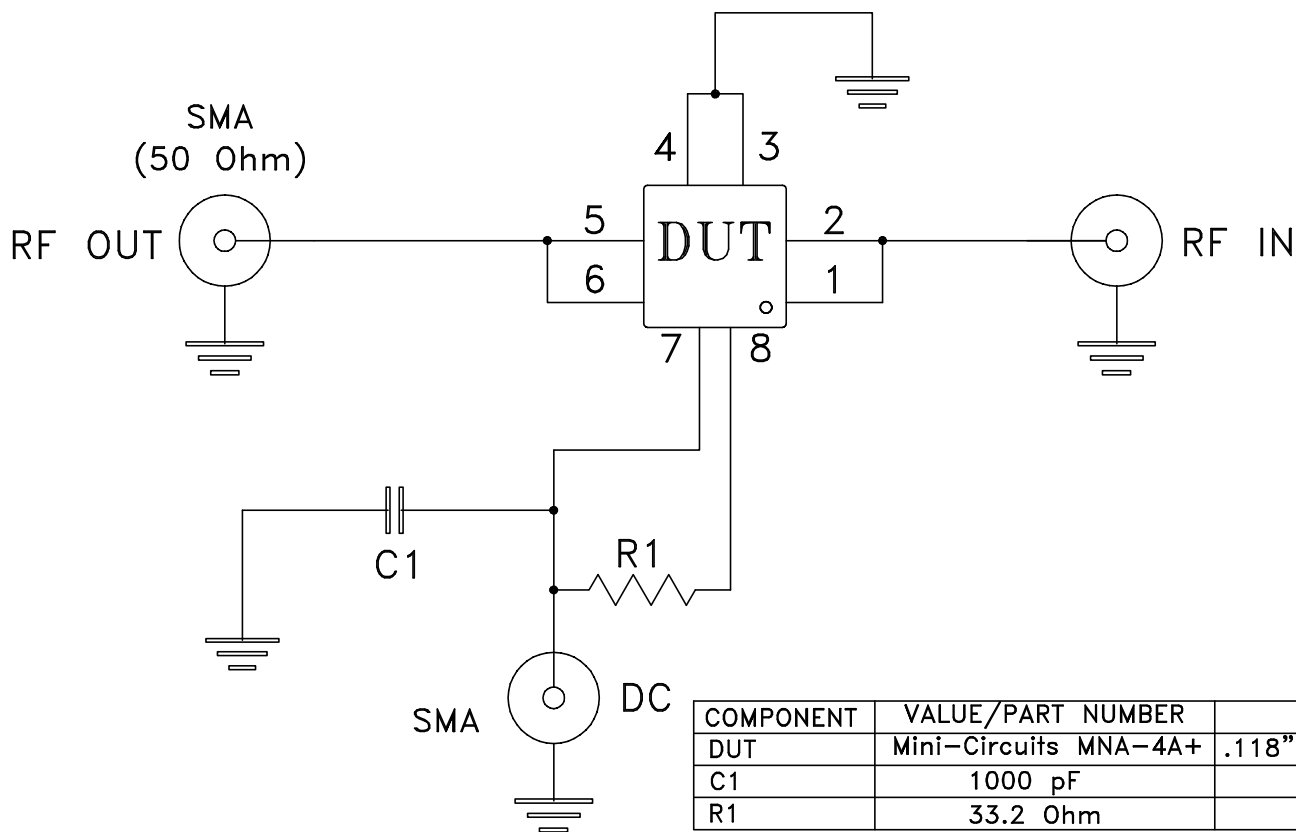 SMA
(50 Ohm)
4
3
RF OUT
5
DUT
2
RF IN
6
1
7
8
R1
C1
SMA
DC
COMPONENT VALUE/PART NUMBER
DUT Mini-Circuits MNA-4A+ .118"
C1 1000 pF
R1 33.2 Ohm